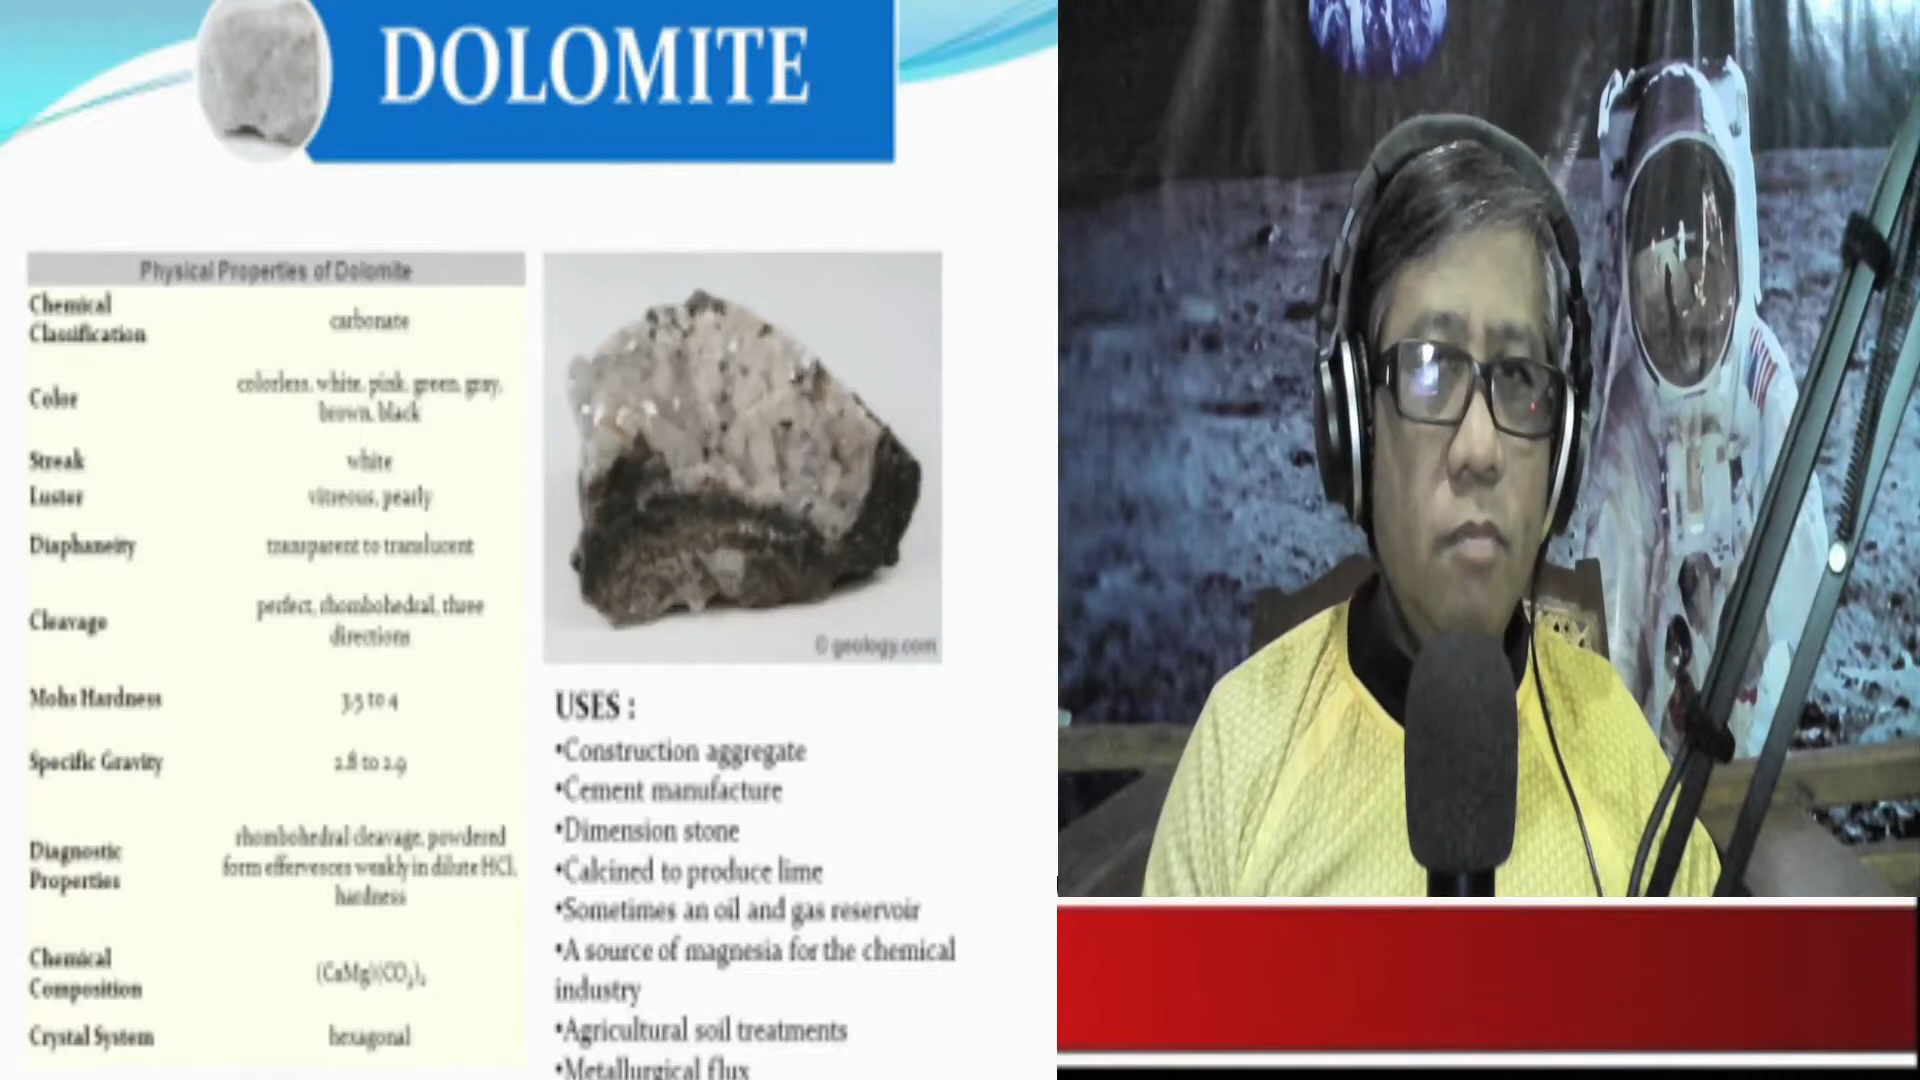 DOLOMITE
Physical Properties of Dolomite
Chemical
Classification
carbonate
Color
colorless, white, pink, green, gray,
brown, black
Streak
white
Luster
vitreous, pearly
Diaphaneity
transparent to translucent
Cleavage
perfect, rhombohedral, three
directions
Mohs Hardness
3.5 to 4
Specific Gravity
2.8 to 2.9
Diagnostic
Properties
rhombohedral cleavage, powdered
form effervesces weakly in dilute HCl,
hardness
Chemical
Composition
(CaMg)(CO₃)₂
Crystal System
hexagonal
© geology.com
USES :
•Construction aggregate
•Cement manufacture
•Dimension stone
•Calcined to produce lime
•Sometimes an oil and gas reservoir
•A source of magnesia for the chemical
industry
•Agricultural soil treatments
•Metallurgical flux